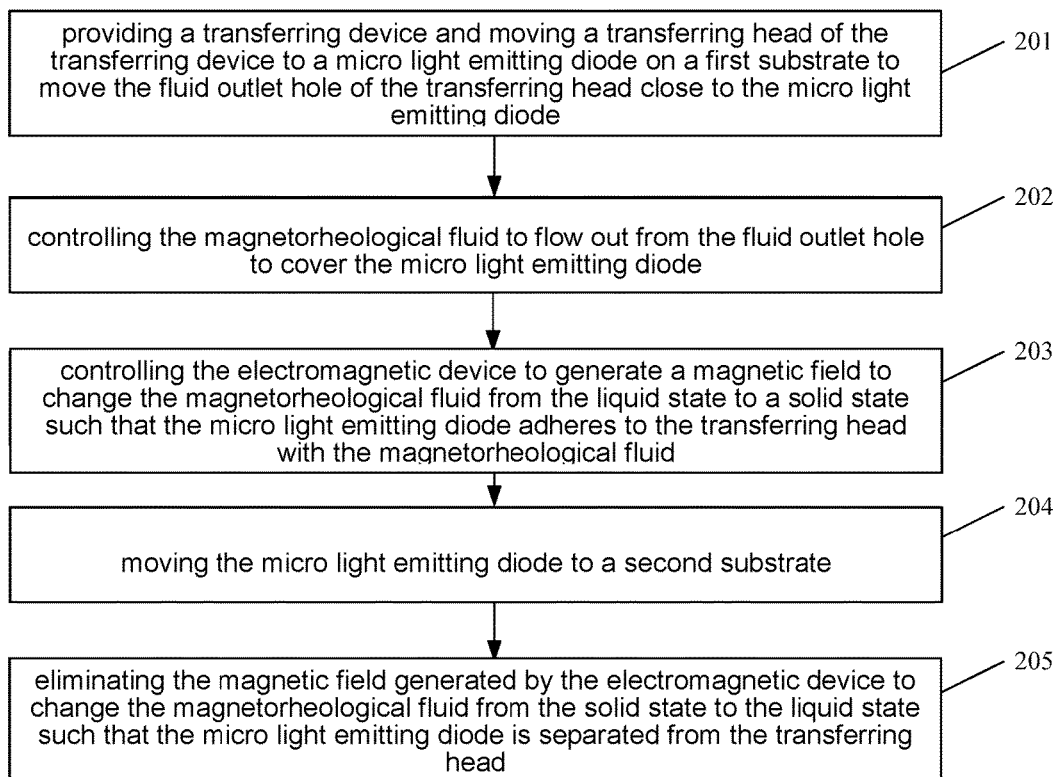 providing a transferring device and moving a transferring head of the
transferring device to a micro light emitting diode on a first substrate to
move the fluid outlet hole of the transferring head close to the micro light
emitting diode
201
controlling the magnetorheological fluid to flow out from the fluid outlet hole
to cover the micro light emitting diode
202
controlling the electromagnetic device to generate a magnetic field to
change the magnetorheological fluid from the liquid state to a solid state
such that the micro light emitting diode adheres to the transferring head
with the magnetorheological fluid
203
moving the micro light emitting diode to a second substrate
204
eliminating the magnetic field generated by the electromagnetic device to
change the magnetorheological fluid from the solid state to the liquid state
such that the micro light emitting diode is separated from the transferring
head
205